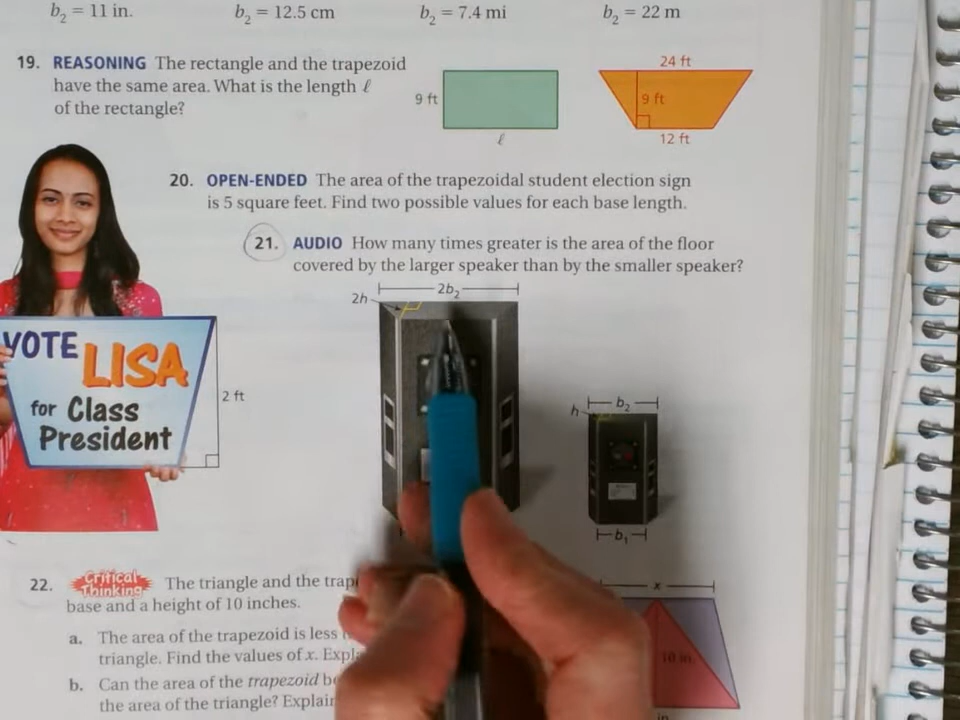 b₂ = 11 in.
b₂ = 12.5 cm
b₂ = 7.4 mi
b₂ = 22 m
19. REASONING The rectangle and the trapezoid
have the same area. What is the length ℓ
of the rectangle?
9 ft
ℓ
24 ft
9 ft
12 ft
20. OPEN-ENDED The area of the trapezoidal student election sign
is 5 square feet. Find two possible values for each base length.
21. AUDIO How many times greater is the area of the floor
covered by the larger speaker than by the smaller speaker?
VOTE
LISA
for Class
President
2 ft
2b₂
2h
b₂
h
b₁
22. Critical
Thinking
The triangle and the
base and a height of 10 inches.
a. The area of the trapezoid is less
triangle. Find the values of x.
b. Can the area of the trapezoid
the area of the triangle?
x
10 in.
in